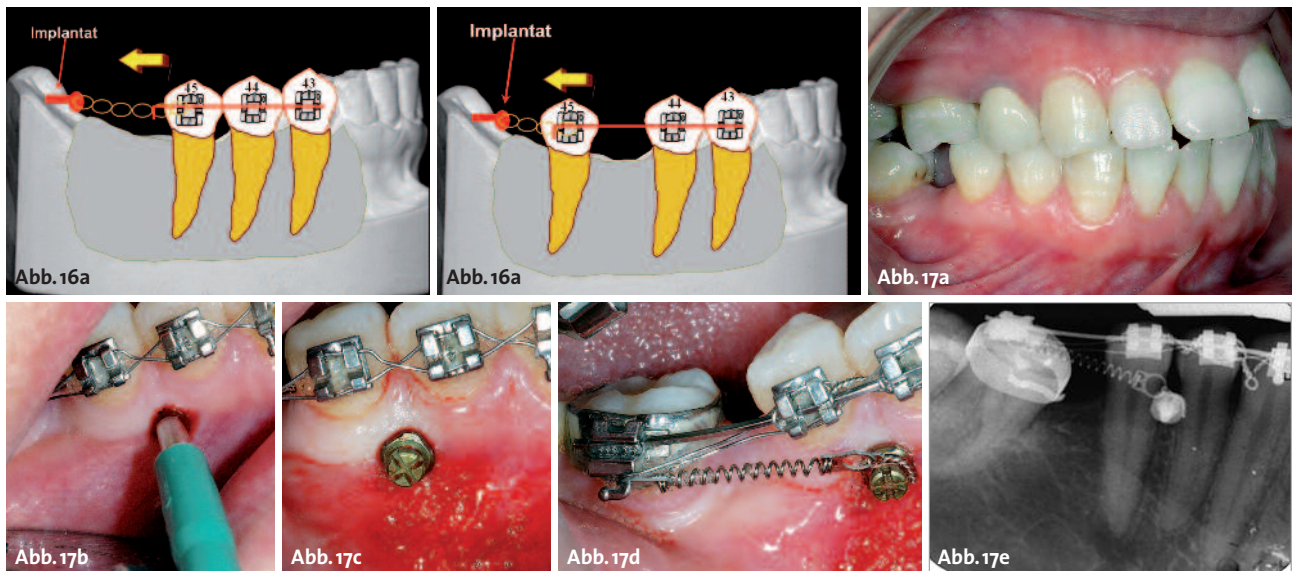 Implantat
45
44
43
Abb. 16a
Implantat
45
44
43
Abb. 16a
Abb. 17a
Abb. 17b
Abb. 17c
Abb. 17d
Abb. 17e